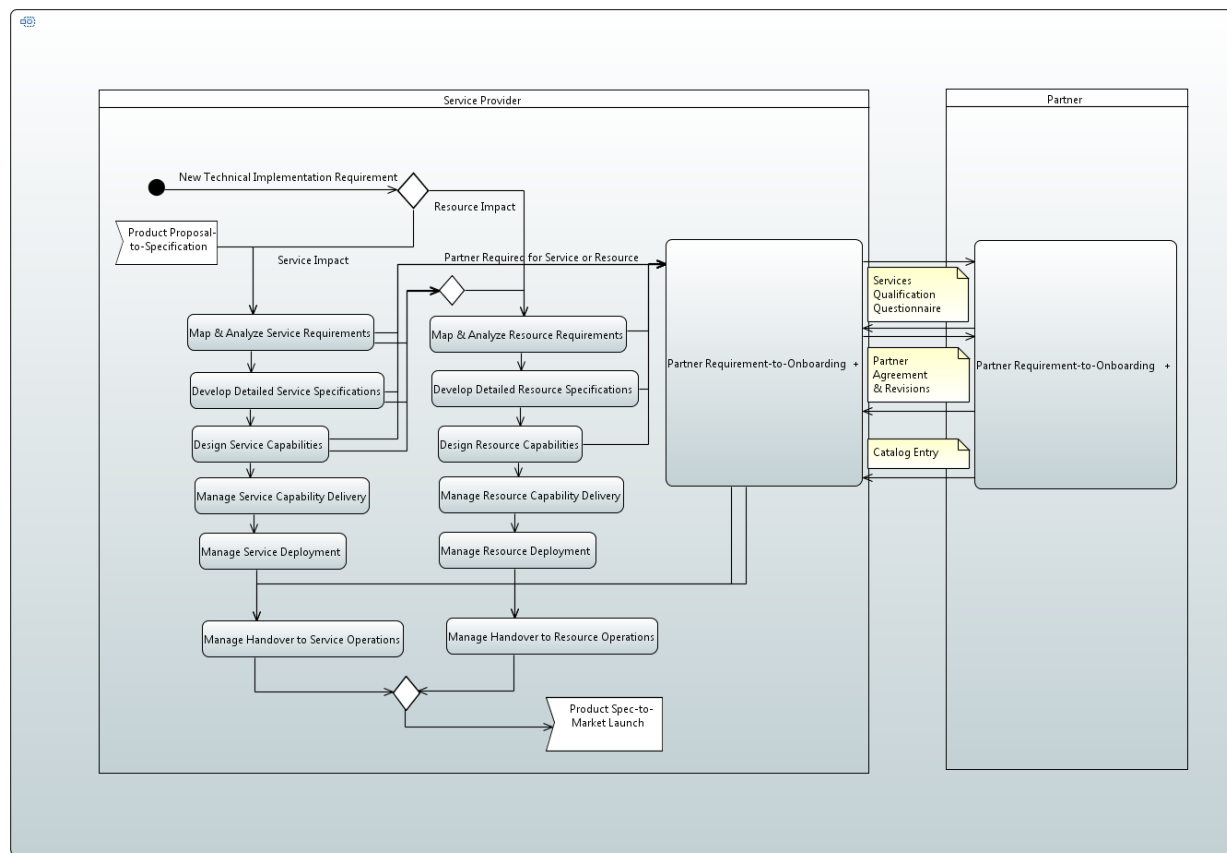 Service Provider
Partner
New Technical Implementation Requirement
Resource Impact
Product Proposal-
to-Specification
Service Impact
Partner Required for Service or Resource
Services
Qualification
Questionnaire
Map & Analyze Service Requirements
Map & Analyze Resource Requirements
Partner Requirement-to-Onboarding +
Partner
Agreement
& Revisions
Partner Requirement-to-Onboarding +
Develop Detailed Service Specifications
Develop Detailed Resource Specifications
Design Service Capabilities
Design Resource Capabilities
Catalog Entry
Manage Service Capability Delivery
Manage Resource Capability Delivery
Manage Service Deployment
Manage Resource Deployment
Manage Handover to Service Operations
Manage Handover to Resource Operations
Product Spec-to-
Market Launch